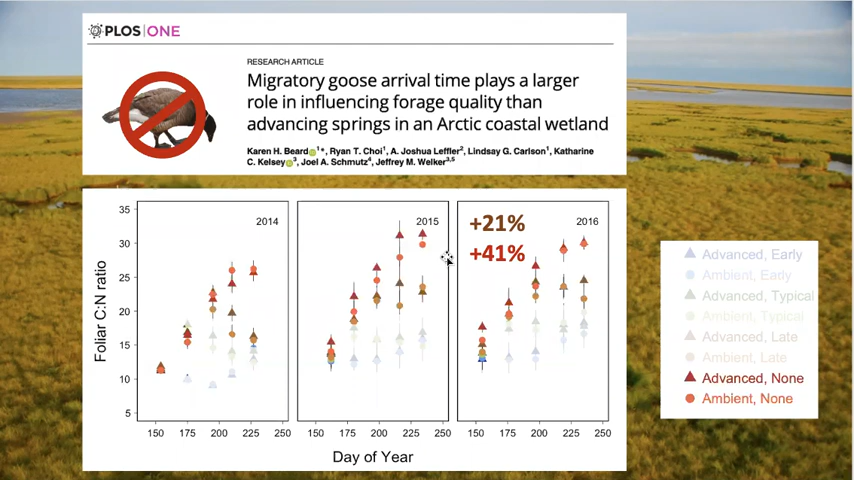 PLOS | ONE
RESEARCH ARTICLE
Migratory goose arrival time plays a larger
role in influencing forage quality than
advancing springs in an Arctic coastal wetland
Karen H. Beard 1*, Ryan T. Choi1, A. Joshua Leffler2, Lindsay G. Carlson1, Katharine
C. Kelsey 3, Joel A. Schmutz4, Jeffrey M. Welker3,5
Foliar C:N ratio
35
30
25
20
15
10
5
2014
2015
2016
+21%
+41%
150 175 200 225 250
150 175 200 225 250
150 175 200 225 250
Day of Year
Advanced, Early
Ambient, Early
Advanced, Typical
Ambient, Typical
Advanced, Late
Ambient, Late
Advanced, None
Ambient, None